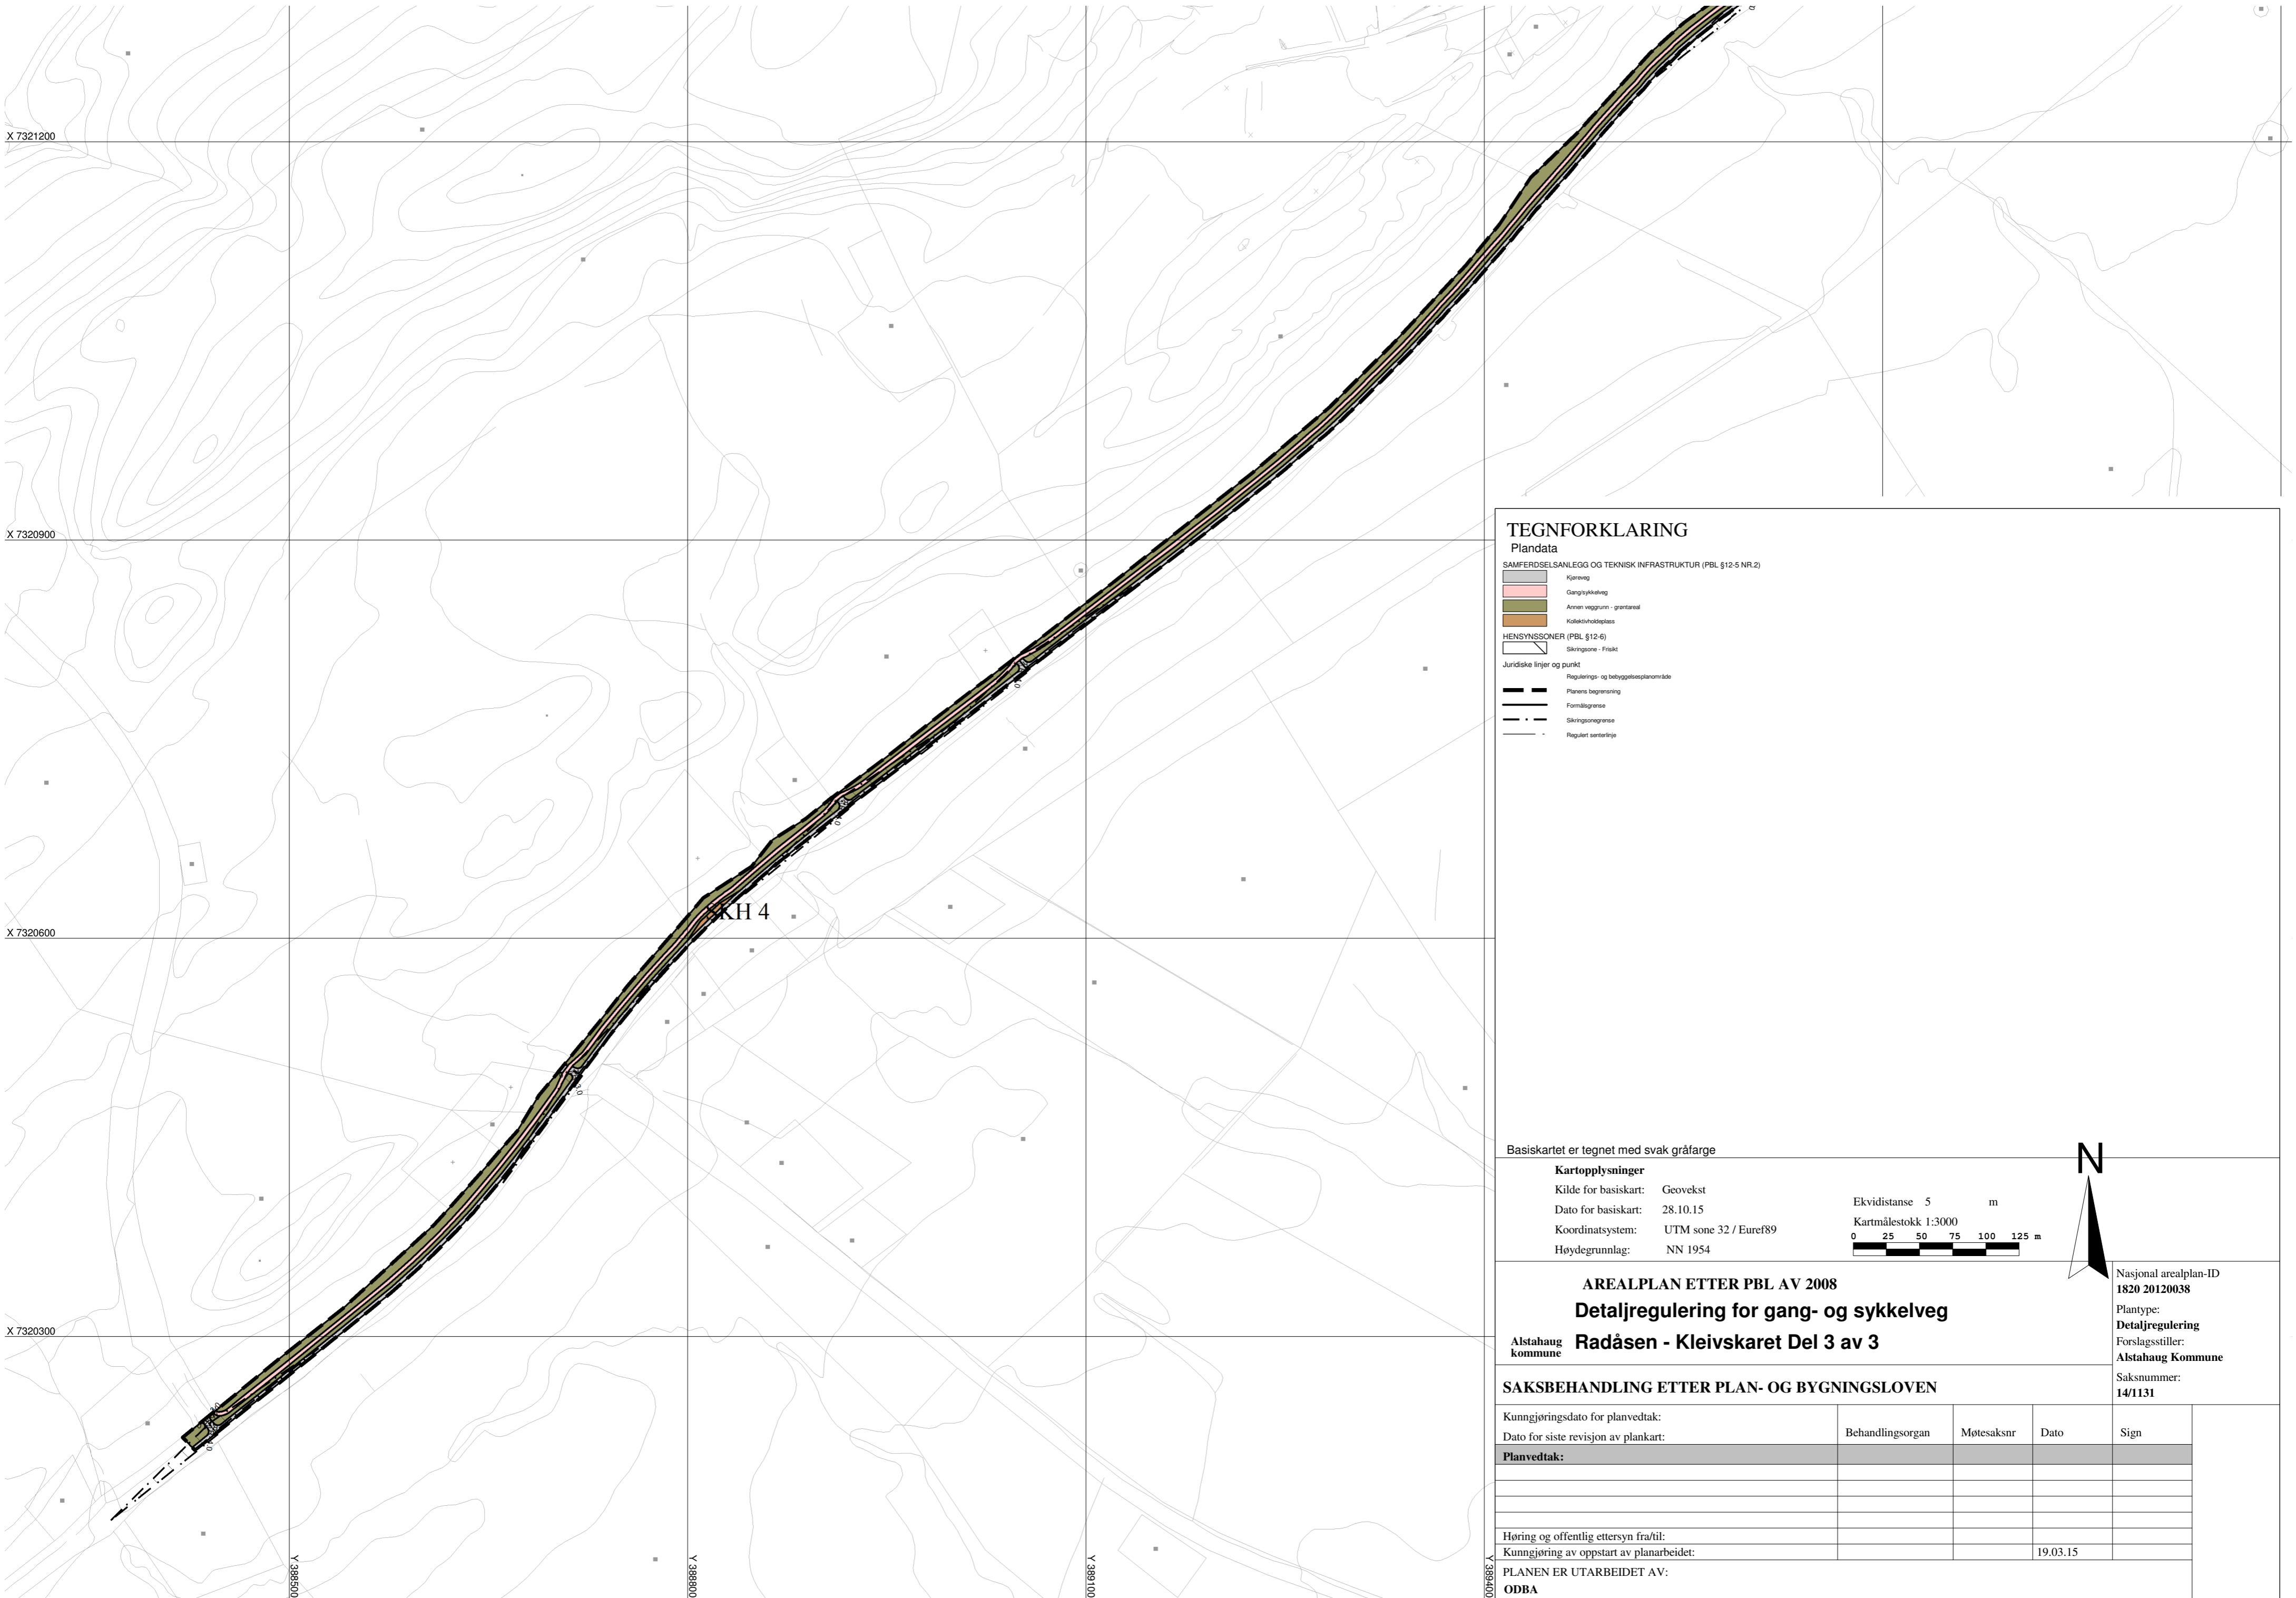 X 7321200
X 7320900
X 7320600
X 7320300
SKH 4
Y 388500
Y 388800
Y 389100
Y 389400
TEGNFORKLARING
Plandata
SAMFERDSELSANLEGG OG TEKNISK INFRASTRUKTUR (PBL §12-5 NR.2)
Kjøreveg
Gang/sykkelveg
Annen veggrunn - grøntareal
Kollektivholdeplass
HENSYNSSONER (PBL §12-6)
Sikringsone - Frisikt
Juridiske linjer og punkt
Regulerings- og bebyggelsesplanområde
Planens begrensning
Formålsgrense
Sikringsonegrense
Regulert senterlinje
Basiskartet er tegnet med svak gråfarge
N
Kartopplysninger
Kilde for basiskart: Geovekst
Dato for basiskart: 28.10.15
Koordinatsystem: UTM sone 32 / Euref89
Høydegrunnlag: NN 1954
Ekvidistanse 5 m
Kartmålestokk 1:3000
0 25 50 75 100 125 m
AREALPLAN ETTER PBL AV 2008
Detaljregulering for gang- og sykkelveg
Alstahaug kommune
Radåsen - Kleivskaret Del 3 av 3
Nasjonal arealplan-ID
1820 20120038
Plantype:
Detaljregulering
Forslagsstiller:
Alstahaug Kommune
Saksnummer:
14/1131
SAKSBEHANDLING ETTER PLAN- OG BYGNINGSLOVEN
Kunngjøringsdato for planvedtak:
Dato for siste revisjon av plankart:
Behandlingsorgan Møtesaksnr Dato Sign
Planvedtak:
Høring og offentlig ettersyn fra/til:
Kunngjøring av oppstart av planarbeidet: 19.03.15
PLANEN ER UTARBEIDET AV:
ODBA